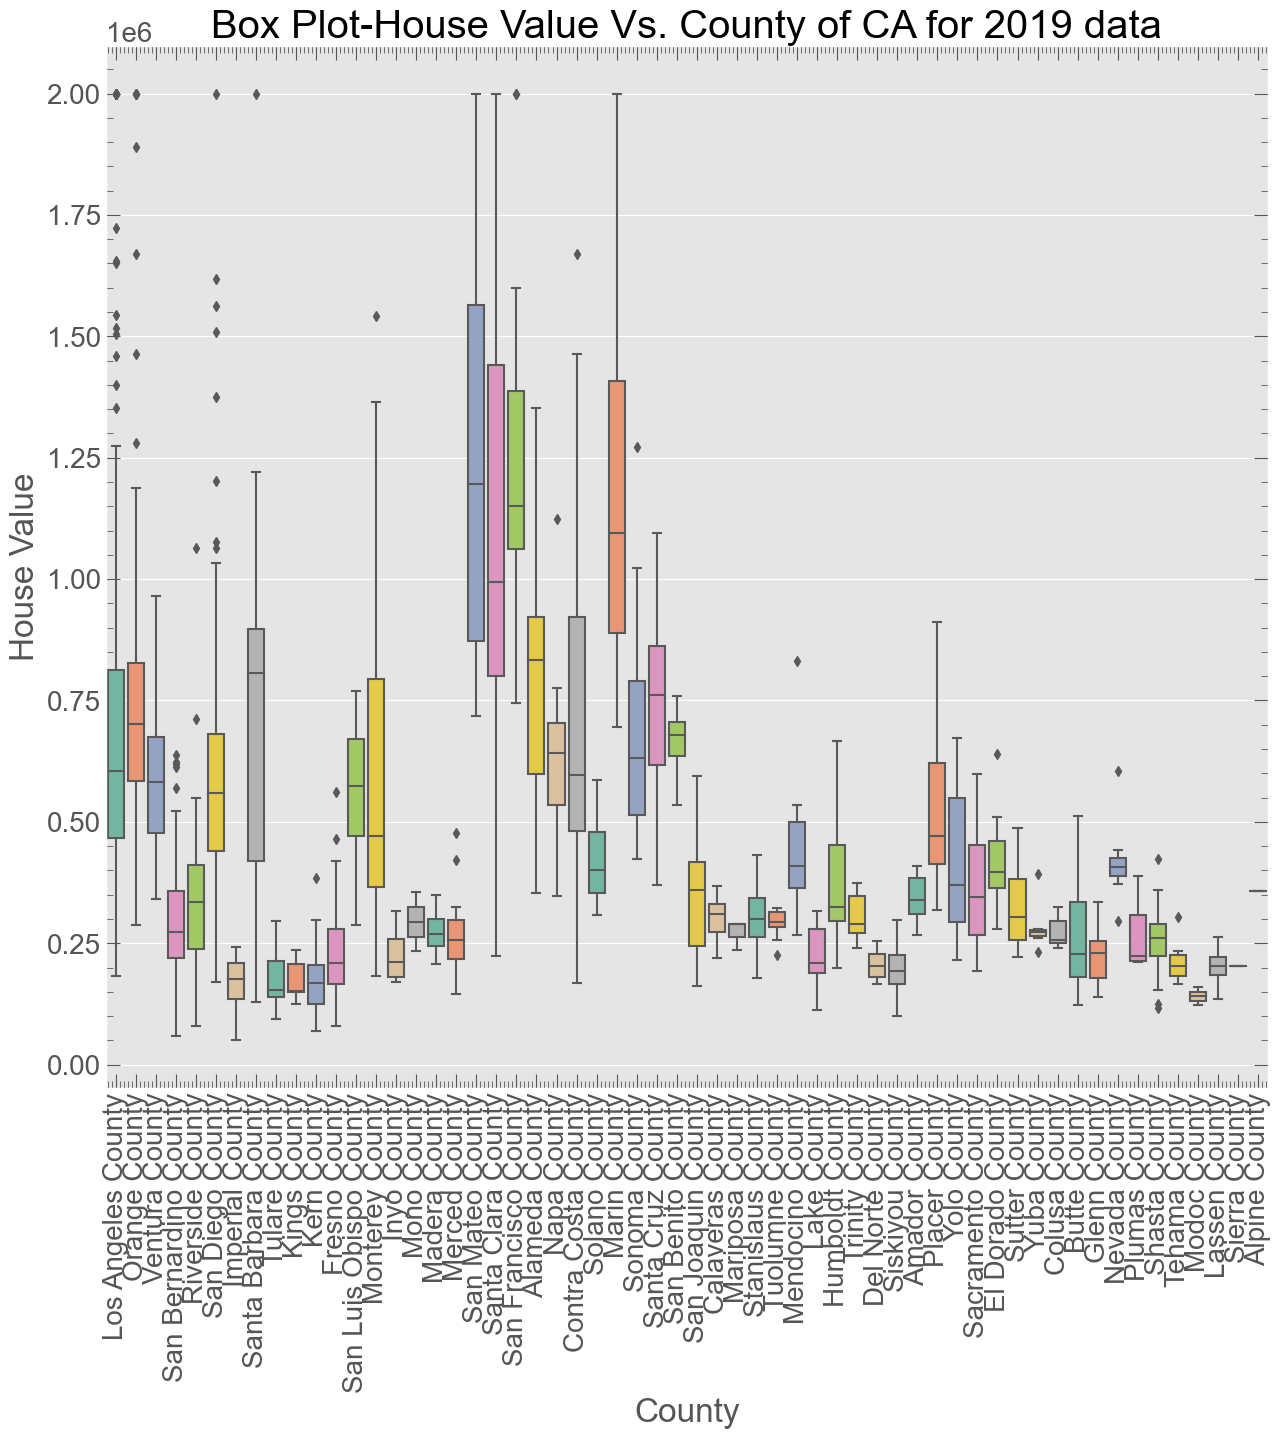 Box Plot-House Value Vs. County of CA for 2019 data
1e6
2.00
1.75
1.50
1.25
1.00
0.75
0.50
0.25
0.00
House Value
Los Angeles County
Orange County
Ventura County
San Bernardino County
Riverside County
San Diego County
Imperial County
Santa Barbara County
Tulare County
Kings County
Kern County
Fresno County
San Luis Obispo County
Monterey County
Inyo County
Mono County
Madera County
Merced County
San Mateo County
Santa Clara County
San Francisco County
Alameda County
Napa County
Contra Costa County
Solano County
Marin County
Sonoma County
Santa Cruz County
San Benito County
San Joaquin County
Calaveras County
Mariposa County
Stanislaus County
Tuolumne County
Mendocino County
Lake County
Humboldt County
Trinity County
Del Norte County
Siskiyou County
Amador County
Placer County
Yolo County
Sacramento County
El Dorado County
Sutter County
Yuba County
Colusa County
Butte County
Glenn County
Nevada County
Plumas County
Shasta County
Tehama County
Modoc County
Lassen County
Sierra County
Alpine County
County